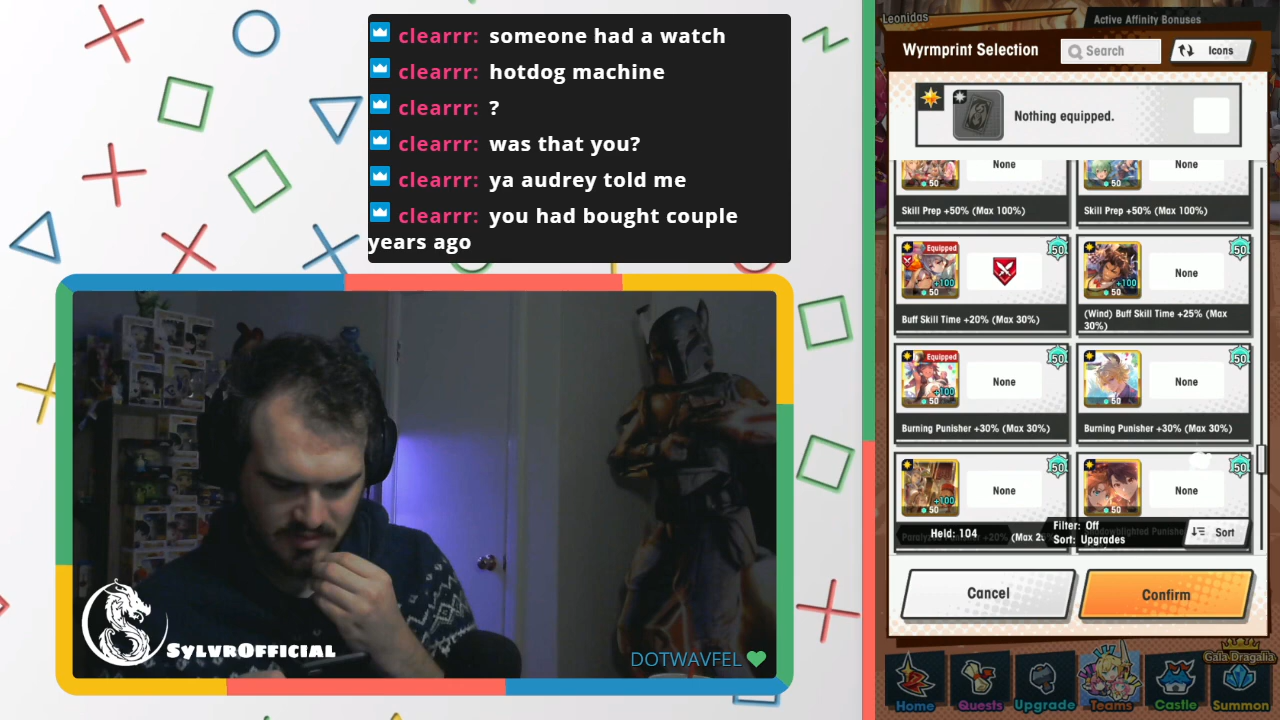 clearrr: someone had a watch
clearrr: hotdog machine
clearrr: ?
clearrr: was that you?
clearrr: ya audrey told me
clearrr: you had bought couple
years ago
SYLVROFFICIAL
DOTWAVFEL
Leonidas
Active Affinity Bonuses
Wyrmprint Selection
Search
Icons
Nothing equipped.
50
None
50
None
Skill Prep +50% (Max 100%)
Skill Prep +50% (Max 100%)
Equipped
+100
50
50
+100
50
None
50
Buff Skill Time +20% (Max 30%)
(Wind) Buff Skill Time +25% (Max
30%)
Equipped
+100
50
None
50
50
None
50
Burning Punisher +30% (Max 30%)
Burning Punisher +30% (Max 30%)
+100
50
None
50
50
None
50
Held: 104
(Max
Filter: Off
Sort: Upgrades
Sort
Cancel
Confirm
Gala Dragalia
Home
Quests
Upgrade
Teams
Castle
Summon